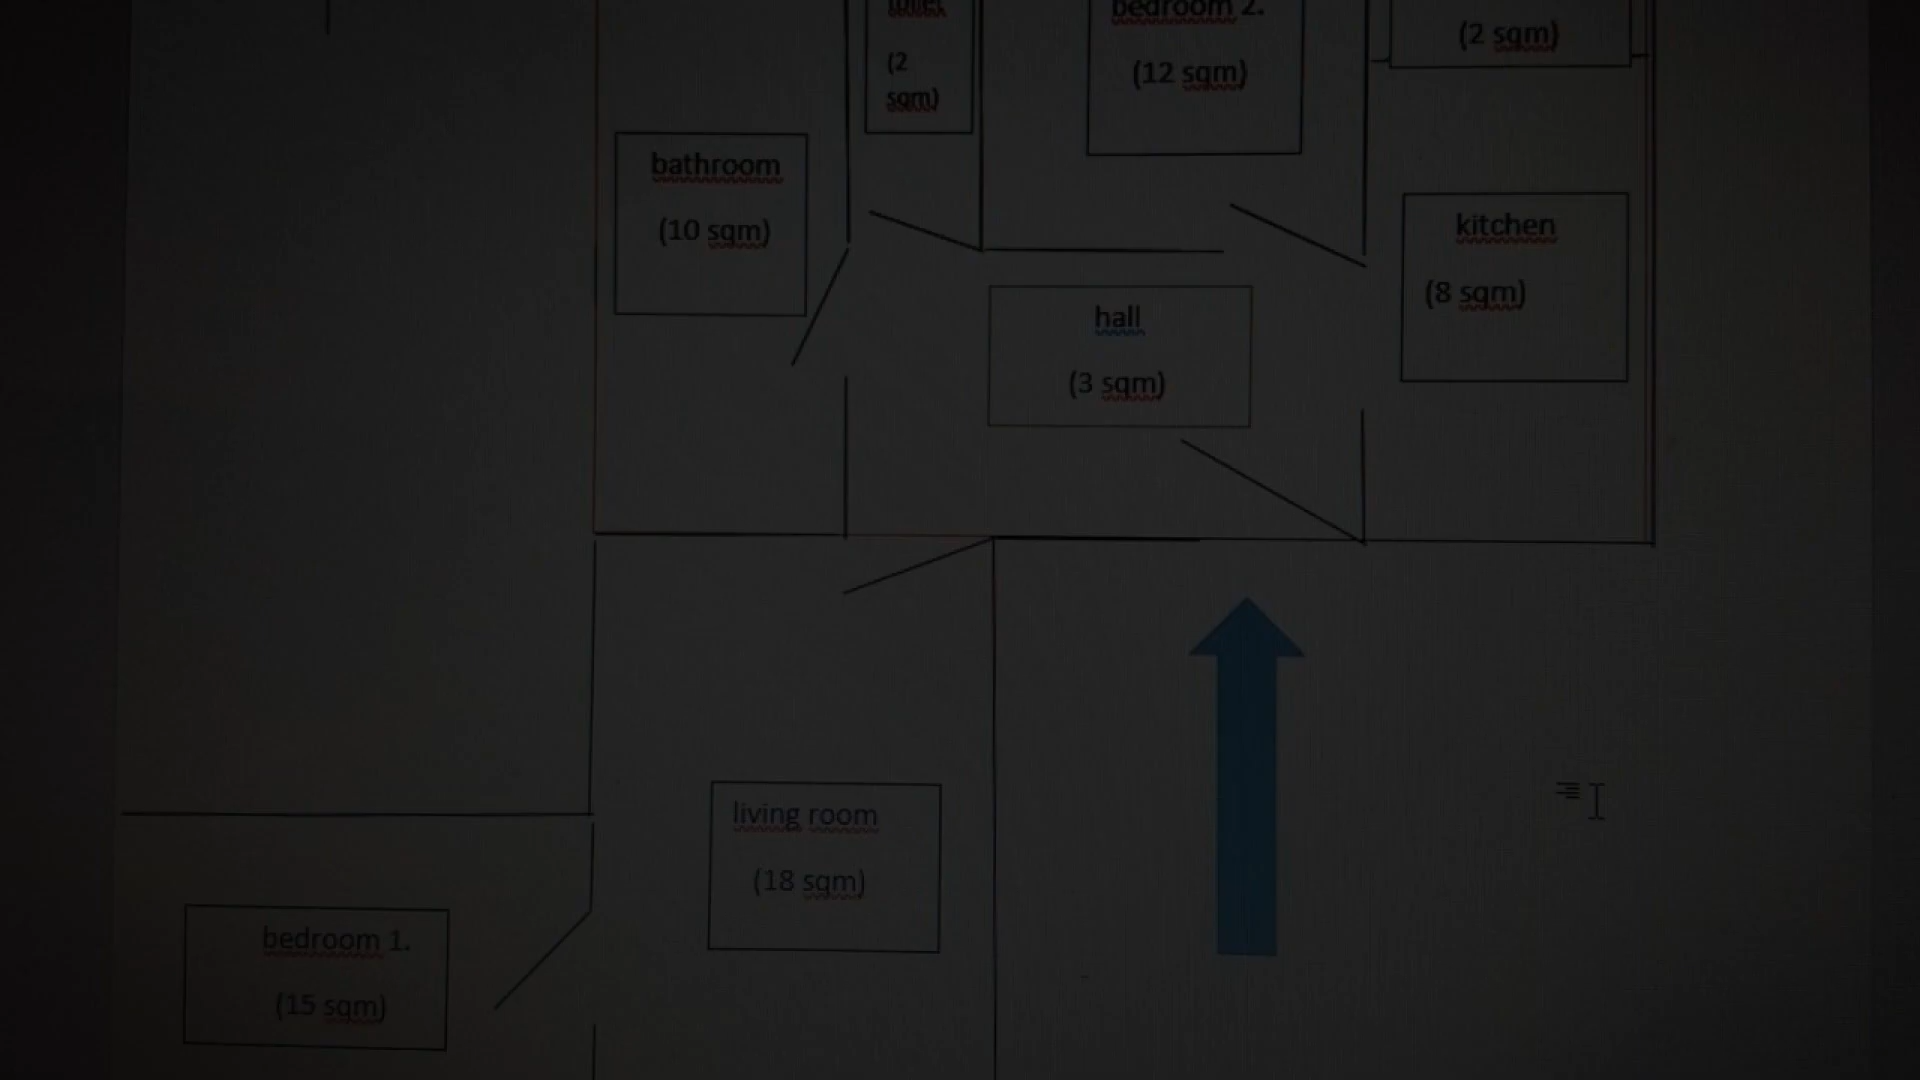 toilet
(2
sqm)
bedroom 2.
(12 sqm)
(2 sqm)
bathroom
(10 sqm)
kitchen
(8 sqm)
hall
(3 sqm)
living room
(18 sqm)
bedroom 1.
(15 sqm)